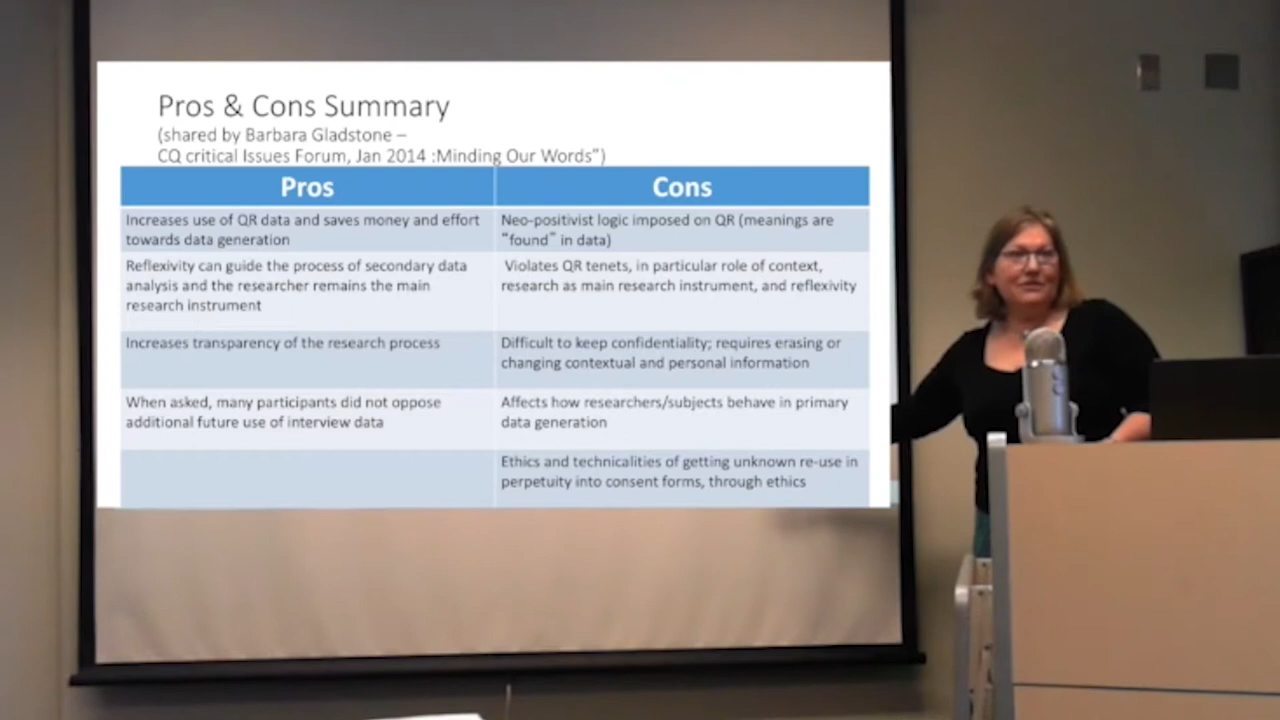 Pros & Cons Summary
(shared by Barbara Gladstone –
CQ critical Issues Forum, Jan 2014 :Minding Our Words”)
Pros
Cons
Increases use of QR data and saves money and effort
towards data generation
Neo-positivist logic imposed on QR (meanings are
“found” in data)
Reflexivity can guide the process of secondary data
analysis and the researcher remains the main
research instrument
Violates QR tenets, in particular role of context,
research as main research instrument, and reflexivity
Increases transparency of the research process
Difficult to keep confidentiality; requires erasing or
changing contextual and personal information
When asked, many participants did not oppose
additional future use of interview data
Affects how researchers/subjects behave in primary
data generation
Ethics and technicalities of getting unknown re-use in
perpetuity into consent forms, through ethics